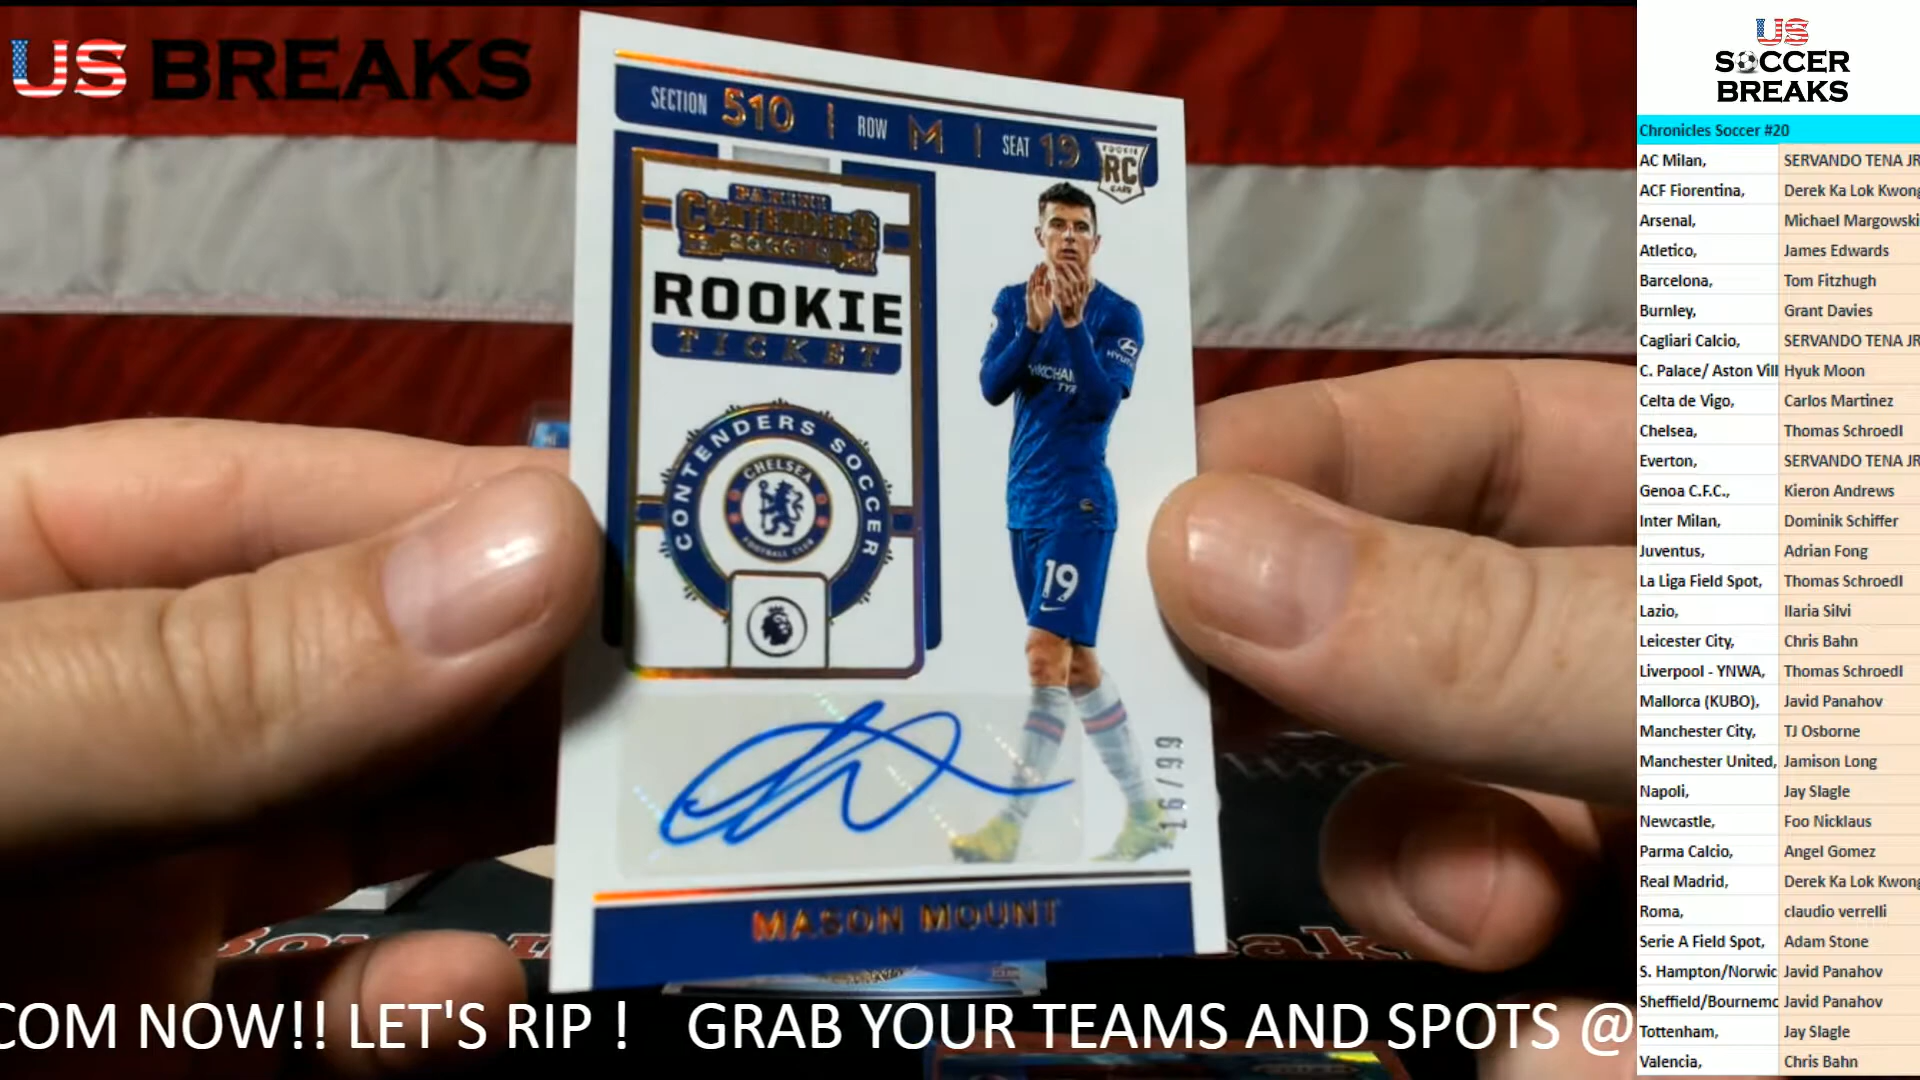 US BREAKS
SECTION 510 | ROW M | SEAT 19
ROOKIE
RC
CARD
PANINI
CONTENDERS
ROOKIE
TICKET
CONTENDERS SOCCER
CHELSEA
FOOTBALL CLUB
HYUNDAI
19
16/99
MASON MOUNT
COM NOW!! LET'S RIP ! GRAB YOUR TEAMS AND SPOTS @
US
SOCCER
BREAKS
Chronicles Soccer #20
AC Milan, SERVANDO TENA JR
ACF Fiorentina, Derek Ka Lok Kwong
Arsenal, Michael Margowski
Atletico, James Edwards
Barcelona, Tom Fitzhugh
Burnley, Grant Davies
Cagliari Calcio, SERVANDO TENA JR
C. Palace/ Aston Vill Hyuk Moon
Celta de Vigo, Carlos Martinez
Chelsea, Thomas Schroedl
Everton, SERVANDO TENA JR
Genoa C.F.C., Kieron Andrews
Inter Milan, Dominik Schiffer
Juventus, Adrian Fong
La Liga Field Spot, Thomas Schroedl
Lazio, Ilaria Silvi
Leicester City, Chris Bahn
Liverpool - YNWA, Thomas Schroedl
Mallorca (KUBO), Javid Panahov
Manchester City, TJ Osborne
Manchester United, Jamison Long
Napoli, Jay Slagle
Newcastle, Foo Nicklaus
Parma Calcio, Angel Gomez
Real Madrid, Derek Ka Lok Kwong
Roma, claudio verrelli
Serie A Field Spot, Adam Stone
S. Hampton/Norwic Javid Panahov
Sheffield/Bournemo Javid Panahov
Tottenham, Jay Slagle
Valencia, Chris Bahn